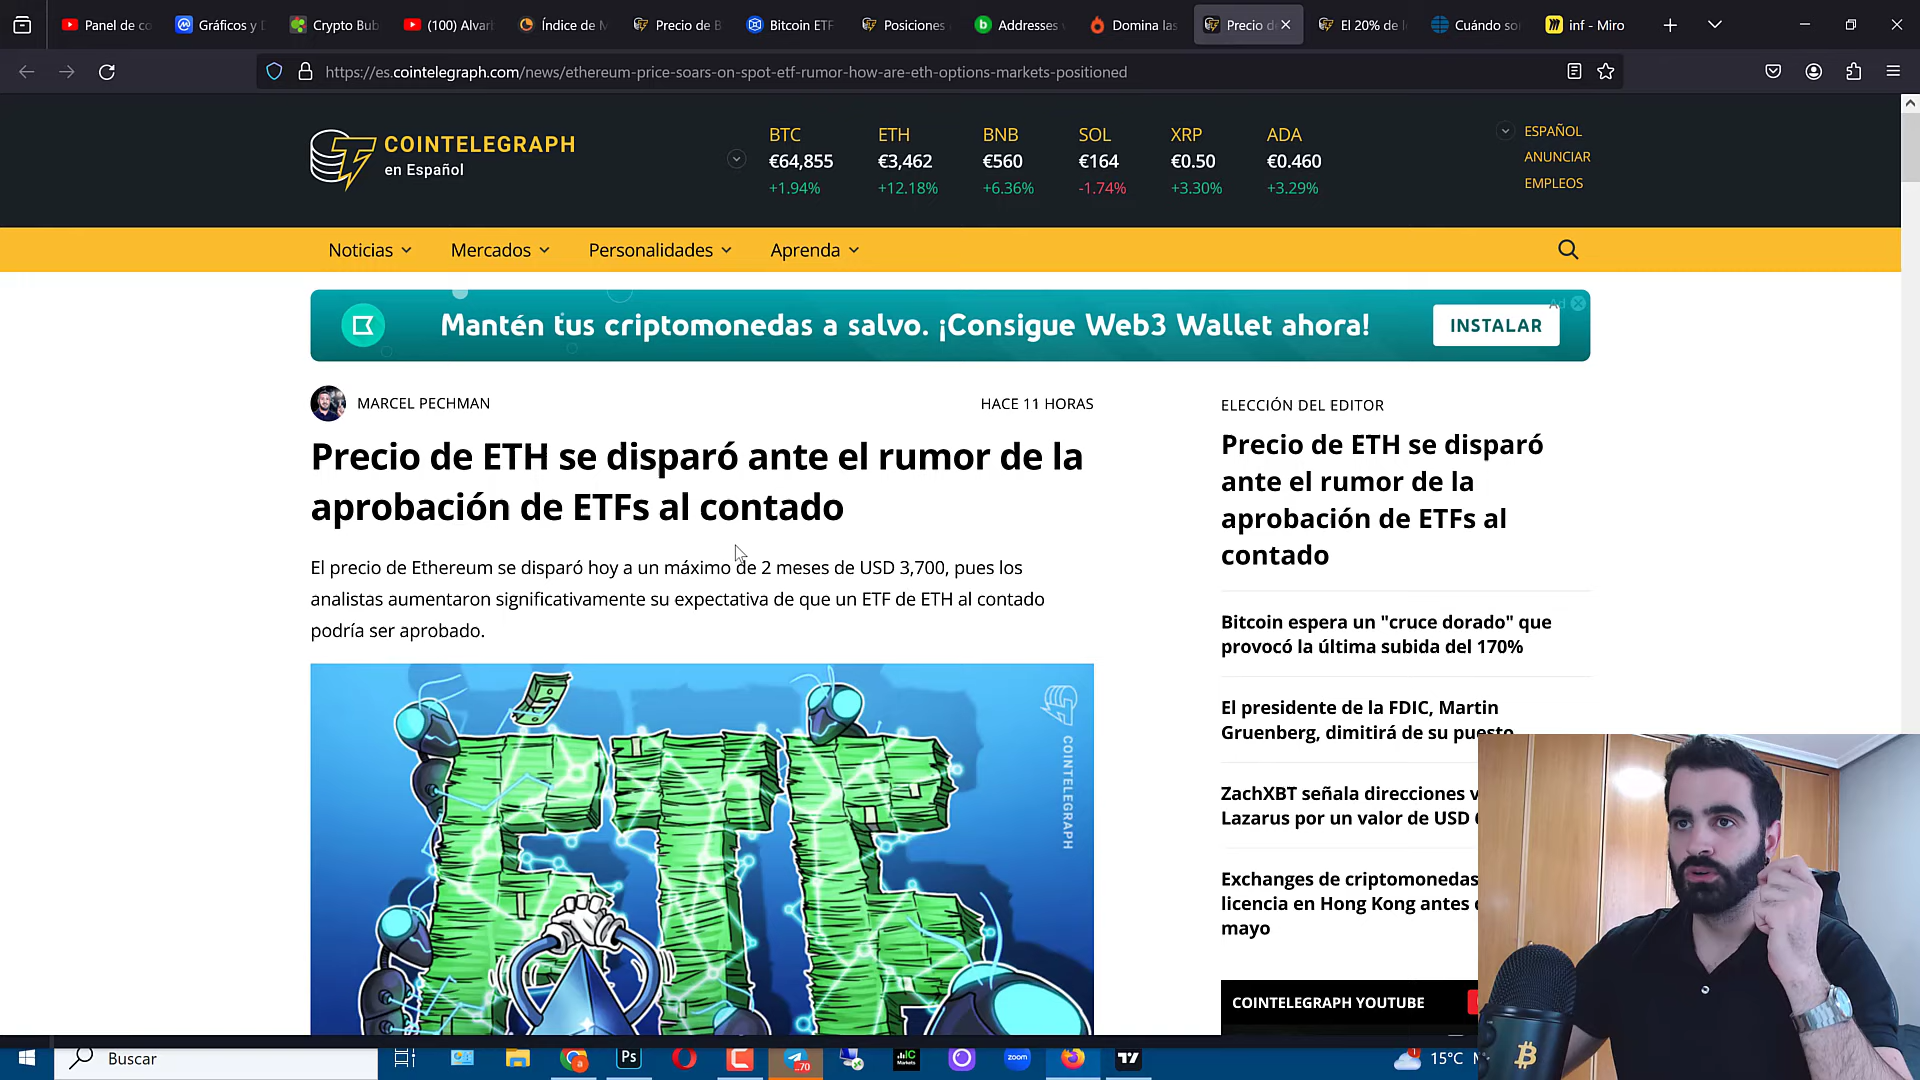 Panel de co
Gráficos y D
Crypto Bub
(100) Alvar
Índice de M
Precio de B
Bitcoin ETF
Posiciones
Addresses
Domina las
Precio d
El 20% de l
Cuándo so
inf - Miro
https://es.cointelegraph.com/news/ethereum-price-soars-on-spot-etf-rumor-how-are-eth-options-markets-positioned
COINTELEGRAPH
en Español
BTC ETH BNB SOL XRP ADA
€64,855 €3,462 €560 €164 €0.50 €0.460
+1.94% +12.18% +6.36% -1.74% +3.30% +3.29%
ESPAÑOL
ANUNCIAR
EMPLEOS
Noticias Mercados Personalidades Aprenda
Mantén tus criptomonedas a salvo. ¡Consigue Web3 Wallet ahora!
INSTALAR
Ad
MARCEL PECHMAN
HACE 11 HORAS
Precio de ETH se disparó ante el rumor de la
aprobación de ETFs al contado
El precio de Ethereum se disparó hoy a un máximo de 2 meses de USD 3,700, pues los
analistas aumentaron significativamente su expectativa de que un ETF de ETH al contado
podría ser aprobado.
ETF
COINTELEGRAPH
ELECCIÓN DEL EDITOR
Precio de ETH se disparó
ante el rumor de la
aprobación de ETFs al
contado
Bitcoin espera un "cruce dorado" que
provocó la última subida del 170%
El presidente de la FDIC, Martin
Gruenberg, dimitirá de su puesto
ZachXBT señala direcciones v
Lazarus por un valor de USD
Exchanges de criptomonedas
licencia en Hong Kong antes
mayo
COINTELEGRAPH YOUTUBE
Buscar
Ps
70
IC
Markets
zoom
1
15°C